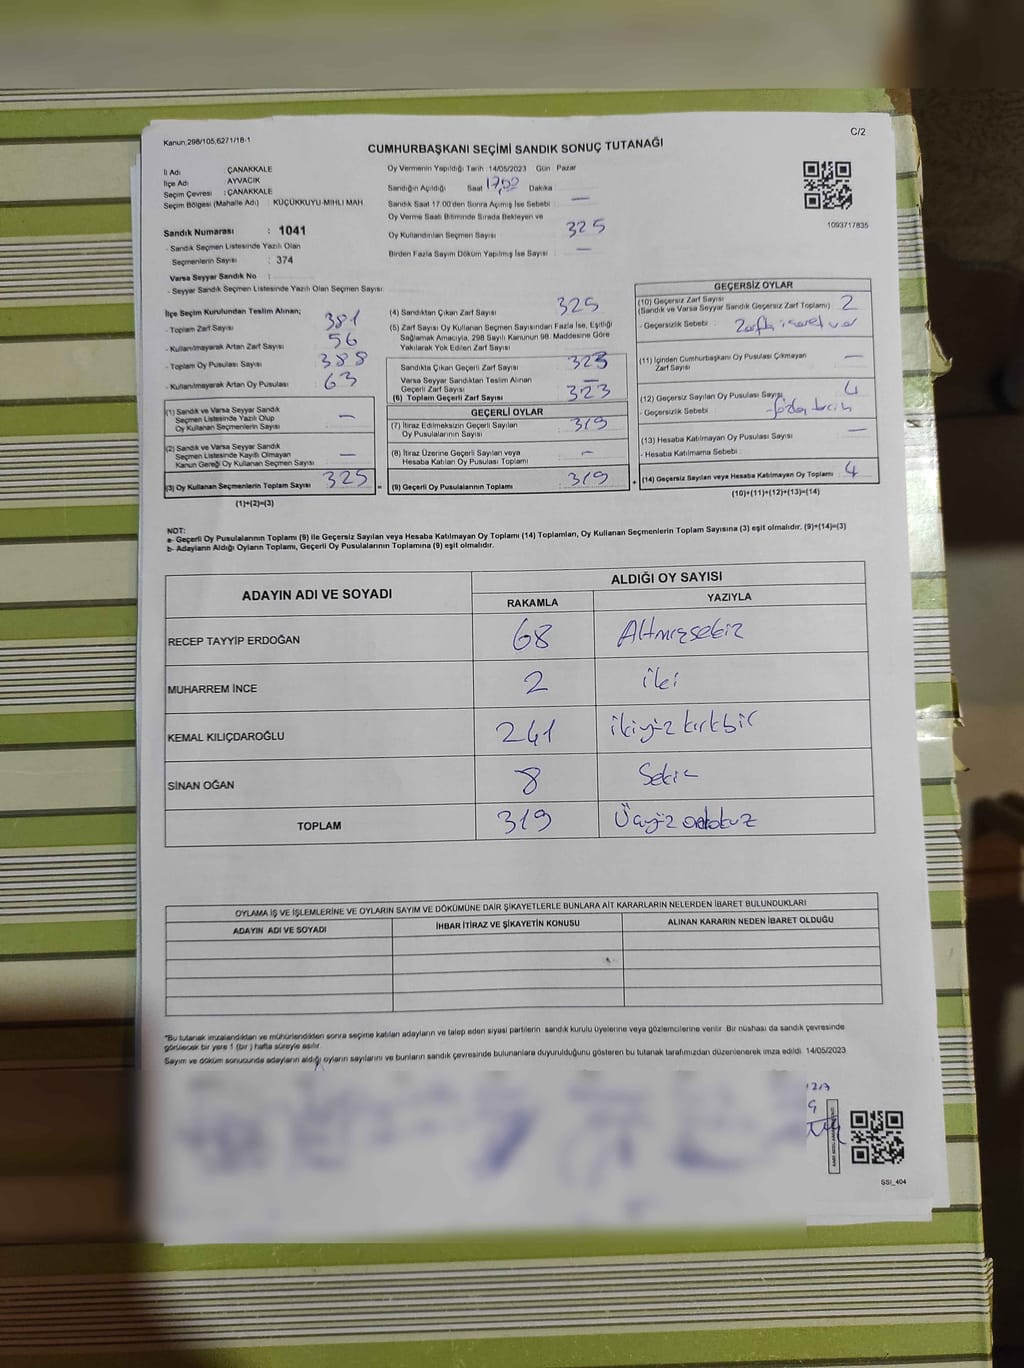 Kanun;298/105,6271/18-1
C/2
CUMHURBAŞKANI SEÇİMİ SANDIK SONUÇ TUTANAĞI
İl Adı : ÇANAKKALE
İlçe Adı : AYVACIK
Seçim Çevresi : ÇANAKKALE
Seçim Bölgesi (Mahalle Adı) : KÜÇÜKKUYU-MIHLI MAH.
Sandık Numarası : 1041
- Sandık Seçmen Listesinde Yazılı Olan
Seçmenlerin Sayısı : 374
Varsa Seyyar Sandık No :
- Seyyar Sandık Seçmen Listesinde Yazılı Olan Seçmen Sayısı:
Oy Vermenin Yapıldığı Tarih :14/05/2023 Gün : Pazar
Sandığın Açıldığı Saat 17,00 Dakika
Sandık Saat 17.00'den Sonra Açılmış İse Sebebi : —
Oy Verme Saati Bitiminde Sırada Bekleyen ve
Oy Kullandırılan Seçmen Sayısı : 325
Birden Fazla Sayım Döküm Yapılmış İse Sayısı : —
1093717835
İlçe Seçim Kurulundan Teslim Alınan;
- Toplam Zarf Sayısı : 381
- Kullanılmayarak Artan Zarf Sayısı : 56
- Toplam Oy Pusulası Sayısı : 388
- Kullanılmayarak Artan Oy Pusulası : 63
(1) Sandık ve Varsa Seyyar Sandık
Seçmen Listesinde Yazılı Olup
Oy Kullanan Seçmenlerin Sayısı —
(2) Sandık ve Varsa Seyyar Sandık
Seçmen Listesinde Kayıtlı Olmayan
Kanun Gereği Oy Kullanan Seçmen Sayısı —
(3) Oy Kullanan Seçmenlerin Toplam Sayısı 325 =
(1)+(2)=(3)
(4) Sandıktan Çıkan Zarf Sayısı 325
(5) Zarf Sayısı Oy Kullanan Seçmen Sayısından Fazla İse, Eşitliği
Sağlamak Amacıyla, 298 Sayılı Kanunun 98. Maddesine Göre
Yakılarak Yok Edilen Zarf Sayısı
Sandıkta Çıkan Geçerli Zarf Sayısı 323
Varsa Seyyar Sandıktan Teslim Alınan
Geçerli Zarf Sayısı —
(6) Toplam Geçerli Zarf Sayısı 323
GEÇERLİ OYLAR
(7) İtiraz Edilmeksizin Geçerli Sayılan
Oy Pusulalarının Sayısı 319
(8) İtiraz Üzerine Geçerli Sayılan veya
Hesaba Katılan Oy Pusulası Toplamı —
(9) Geçerli Oy Pusulalarının Toplamı 319 +
GEÇERSİZ OYLAR
(10) Geçersiz Zarf Sayısı
(Sandık ve Varsa Seyyar Sandık Geçersiz Zarf Toplamı) 2
- Geçersizlik Sebebi : Zarfta işaret var
(11) İçinden Cumhurbaşkanı Oy Pusulası Çıkmayan
Zarf Sayısı —
(12) Geçersiz Sayılan Oy Pusulası Sayısı 4
- Geçersizlik Sebebi
(13) Hesaba Katılmayan Oy Pusulası Sayısı —
- Hesaba Katılmama Sebebi :
(14) Geçersiz Sayılan veya Hesaba Katılmayan Oy Toplamı 4
(10)+(11)+(12)+(13)=(14)
NOT:
a- Geçerli Oy Pusulalarının Toplamı (9) ile Geçersiz Sayılan veya Hesaba Katılmayan Oy Toplamı (14) Toplamları, Oy Kullanan Seçmenlerin Toplam Sayısına (3) eşit olmalıdır. (9)+(14)=(3)
b- Adayların Aldığı Oyların Toplamı, Geçerli Oy Pusulalarının Toplamına (9) eşit olmalıdır.
ADAYIN ADI VE SOYADI
ALDIĞI OY SAYISI
RAKAMLA YAZIYLA
RECEP TAYYİP ERDOĞAN 68 Altmışsekiz
MUHARREM İNCE 2 iki
KEMAL KILIÇDAROĞLU 241 ikiyüz kırkbir
SİNAN OĞAN 8 Sekiz
TOPLAM 319 Üçyüz ondokuz
OYLAMA İŞ VE İŞLEMLERİNE VE OYLARIN SAYIM VE DÖKÜMÜNE DAİR ŞİKAYETLERLE BUNLARA AİT KARARLARIN NELERDEN İBARET BULUNDUKLARI
ADAYIN ADI VE SOYADI İHBAR İTİRAZ VE ŞİKAYETİN KONUSU ALINAN KARARIN NEDEN İBARET OLDUĞU
"Bu tutanak imzalandıktan ve mühürlendikten sonra seçime katılan adayların ve talep eden siyasi partilerin sandık kurulu üyelerine veya gözlemcilerine verilir. Bir nüshası da sandık çevresinde
görülecek bir yere 1 (bir ) hafta süreyle asılır.
Sayım ve döküm sonucunda adayların aldığı oyların sayılarını ve bunların sandık çevresinde bulunanlara duyurulduğunu gösteren bu tutanak tarafımızdan düzenlenerek imza edildi. 14/05/2023
SSI_404